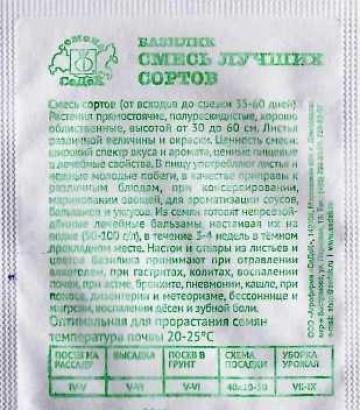 СеДеК
БАЗИЛИК
СМЕСЬ ЛУЧШИХ
СОРТОВ
Смесь сортов (от всходов до срезки 35-60 дней).
Растения прямостоячие, полураскидистые, хорошо
облиственные, высотой от 30 до 60 см. Листья
различной величины и окраски. Ценность смеси:
широкий спектр вкуса и аромата, ценные пищевые
и лечебные свойства. В пищу употребляют листья и
молодые побеги, в качестве приправы к
различным блюдам, при консервировании,
мариновании овощей, для ароматизации соусов,
и уксусов. Из семян готовят
лечебные бальзамы: настаивая их на
водке (50-100 г/л), в течение 3-4 недель в тёмном
прохладном месте. Настои и отвары из листьев и
цветов базилика принимают при отравлении
алкоголем, при гастритах, колитах, воспалении
почек, при астме, бронхите, пневмонии, кашле, при
поносе, дизентерии и метеоризме, бессоннице и
мигрени, воспалении дёсен и зубной боли.
Оптимальная для прорастания семян
температура почвы 20-25°С
ПОСЕВ НА РАССАДУ ВЫСАДКА ПОСЕВ В ГРУНТ СХЕМА ПОСАДКИ УБОРКА УРОЖАЯ
IV-V V-VI V-VI VII-IX